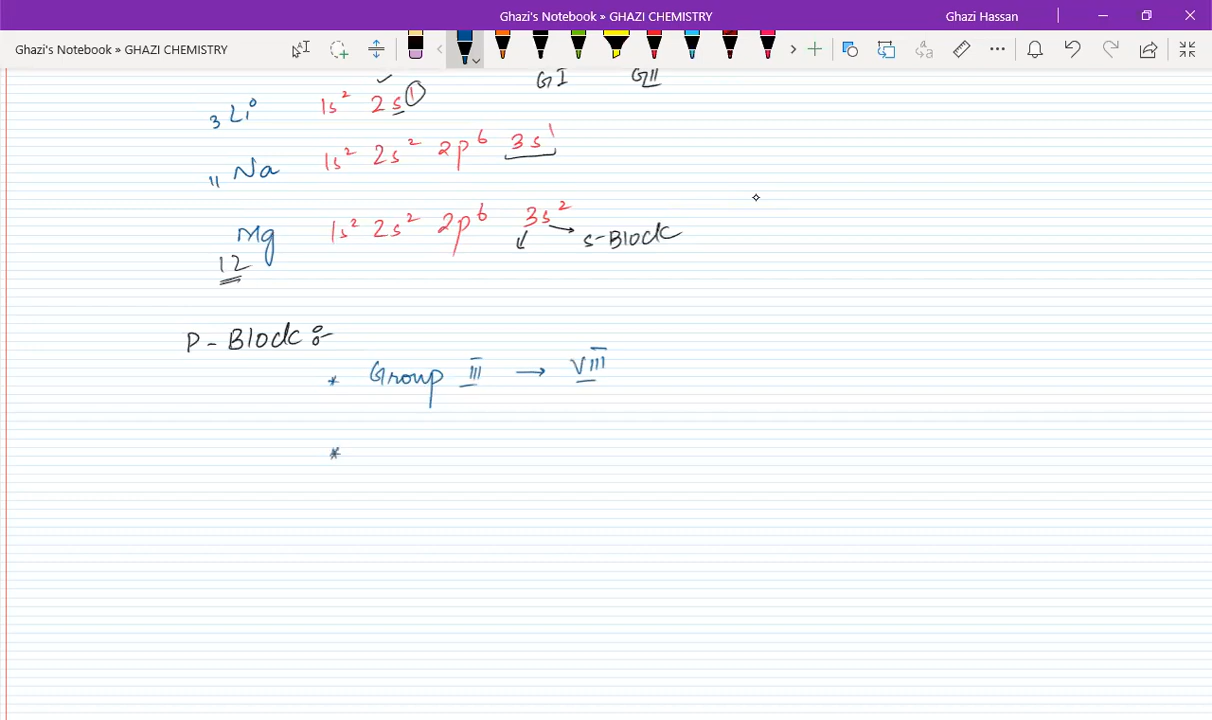 Ghazi's Notebook » GHAZI CHEMISTRY
Ghazi Hassan
Ghazi's Notebook » GHAZI CHEMISTRY
GI GII
₃Li 1s² 2s¹
₁₁Na 1s² 2s² 2p⁶ 3s¹
Mg 1s² 2s² 2p⁶ 3s²
12
s-Block
P-Block :-
* Group III → VIII
*